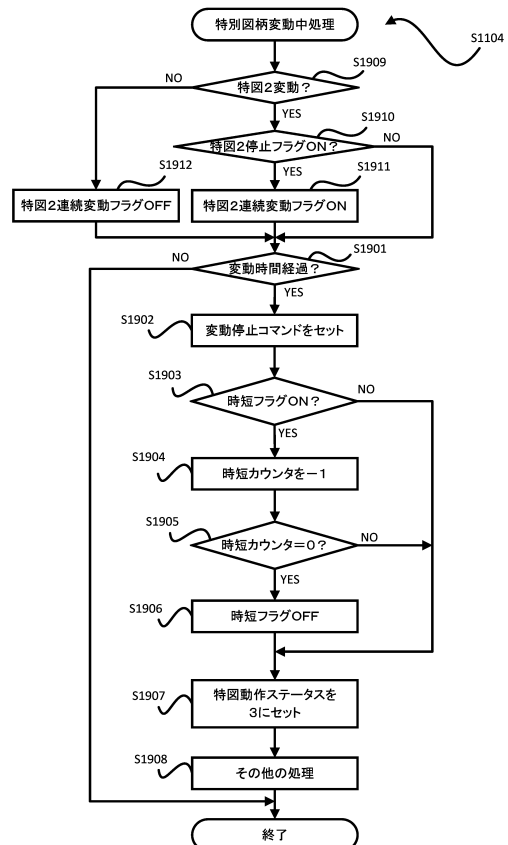 特別図柄変動中処理
S1104
S1909
特図2変動？
NO
YES
S1910
特図2停止フラグON？
NO
YES
S1912
特図2連続変動フラグOFF
S1911
特図2連続変動フラグON
S1901
変動時間経過？
NO
YES
S1902
変動停止コマンドをセット
S1903
時短フラグON？
NO
YES
S1904
時短カウンタを－1
S1905
時短カウンタ＝0？
NO
YES
S1906
時短フラグOFF
S1907
特図動作ステータスを
3にセット
S1908
その他の処理
終了